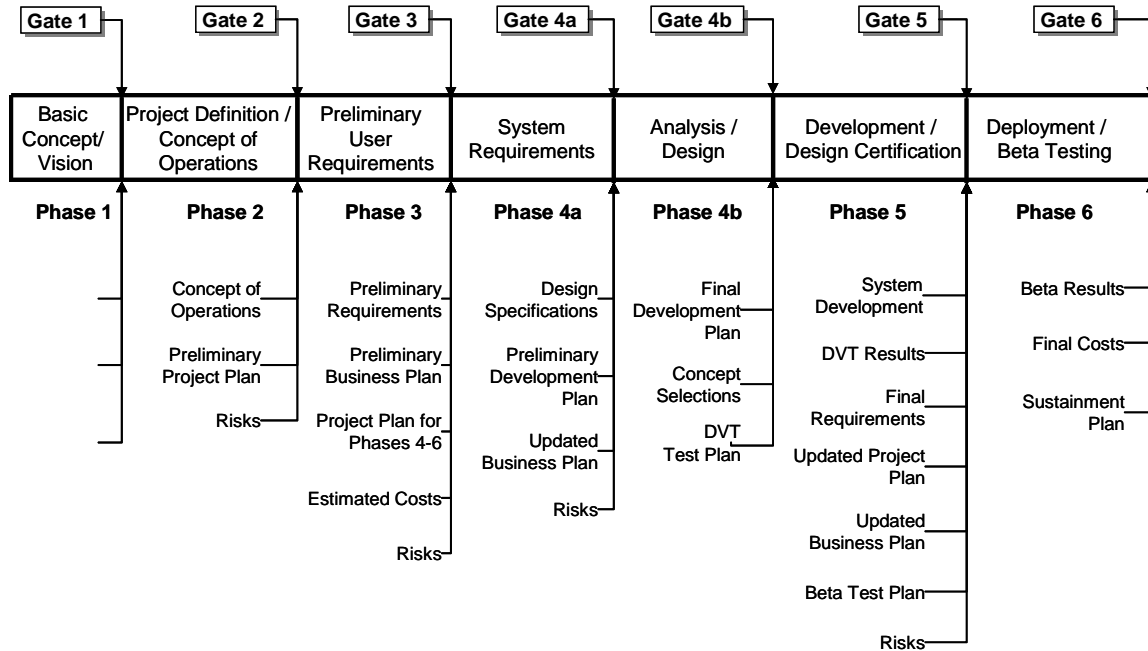 Gate 1
Gate 2
Gate 3
Gate 4a
Gate 4b
Gate 5
Gate 6
Basic
Concept/
Vision
Project Definition /
Concept of
Operations
Preliminary
User
Requirements
System
Requirements
Analysis /
Design
Development /
Design Certification
Deployment /
Beta Testing
Phase 1
Phase 2
Phase 3
Phase 4a
Phase 4b
Phase 5
Phase 6
Concept of
Operations
Preliminary
Project Plan
Risks
Preliminary
Requirements
Preliminary
Business Plan
Project Plan for
Phases 4-6
Estimated Costs
Risks
Design
Specifications
Preliminary
Development
Plan
Updated
Business Plan
Risks
Final
Development
Plan
Concept
Selections
DVT
Test Plan
System
Development
DVT Results
Final
Requirements
Updated Project
Plan
Updated
Business Plan
Beta Test Plan
Risks
Beta Results
Final Costs
Sustainment
Plan